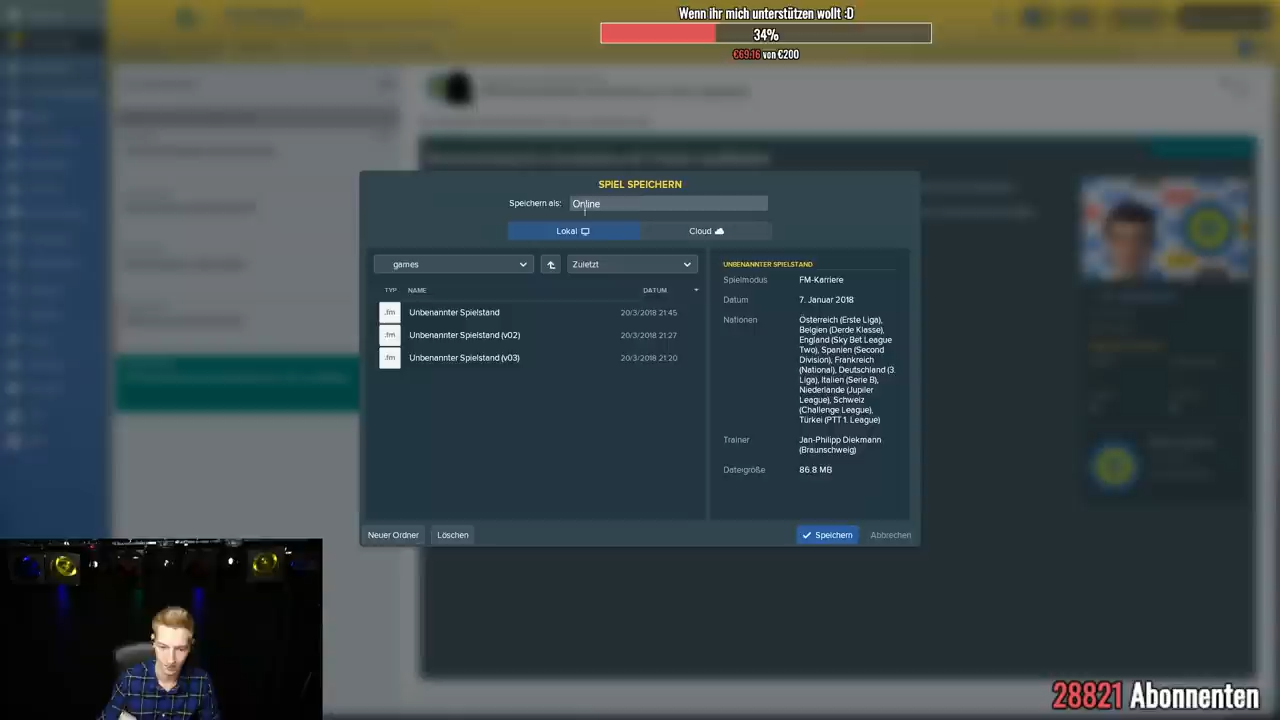 Wenn ihr mich unterstützen wollt :D
34%
€69.76 von €200
SPIEL SPEICHERN
Speichern als: Online
Lokal Cloud
games Zuletzt
TYP NAME DATUM
.fm Unbenannter Spielstand 20/3/2018 21:45
.fm Unbenannter Spielstand (v02) 20/3/2018 21:27
.fm Unbenannter Spielstand (v03) 20/3/2018 21:20
UNBENANNTER SPIELSTAND
Spielmodus FM-Karriere
Datum 7. Januar 2018
Nationen Österreich (Erste Liga),
Belgien (Derde Klasse),
England (Sky Bet League
Two), Spanien (Second
Division), Frankreich
(National), Deutschland (3.
Liga), Italien (Serie B),
Niederlande (Jupiler
League), Schweiz
(Challenge League),
Türkei (PTT 1. League)
Trainer Jan-Philipp Diekmann
(Braunschweig)
Dateigröße 86.8 MB
Neuer Ordner Löschen Speichern Abbrechen
28821 Abonnenten